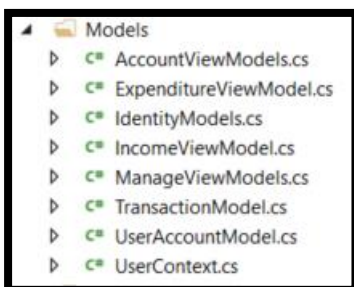 Models
C# AccountViewModels.cs
C# ExpenditureViewModel.cs
C# IdentityModels.cs
C# IncomeViewModel.cs
C# ManageViewModels.cs
C# TransactionModel.cs
C# UserAccountModel.cs
C# UserContext.cs